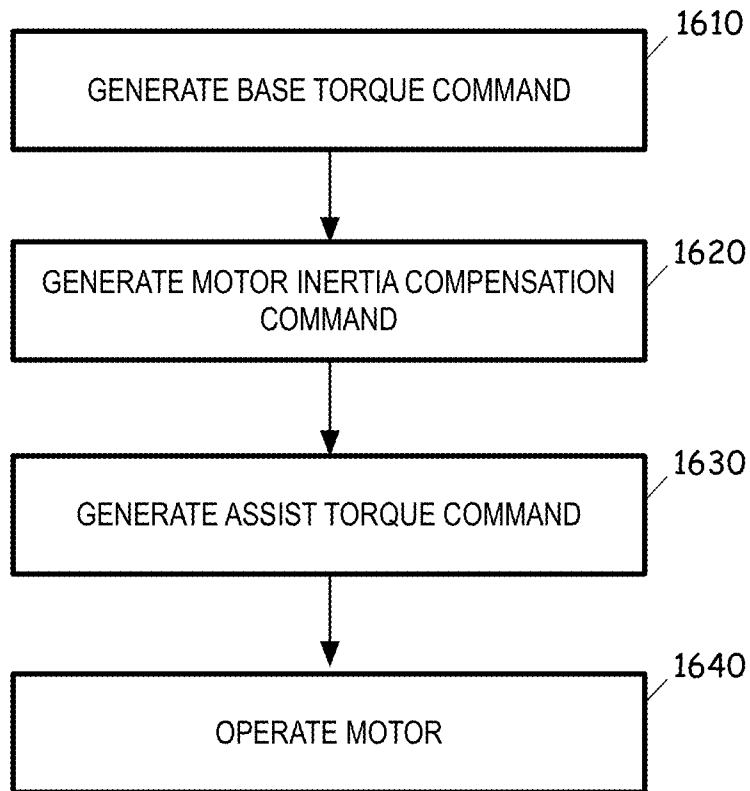 1610
GENERATE BASE TORQUE COMMAND
1620
GENERATE MOTOR INERTIA COMPENSATION
COMMAND
1630
GENERATE ASSIST TORQUE COMMAND
1640
OPERATE MOTOR